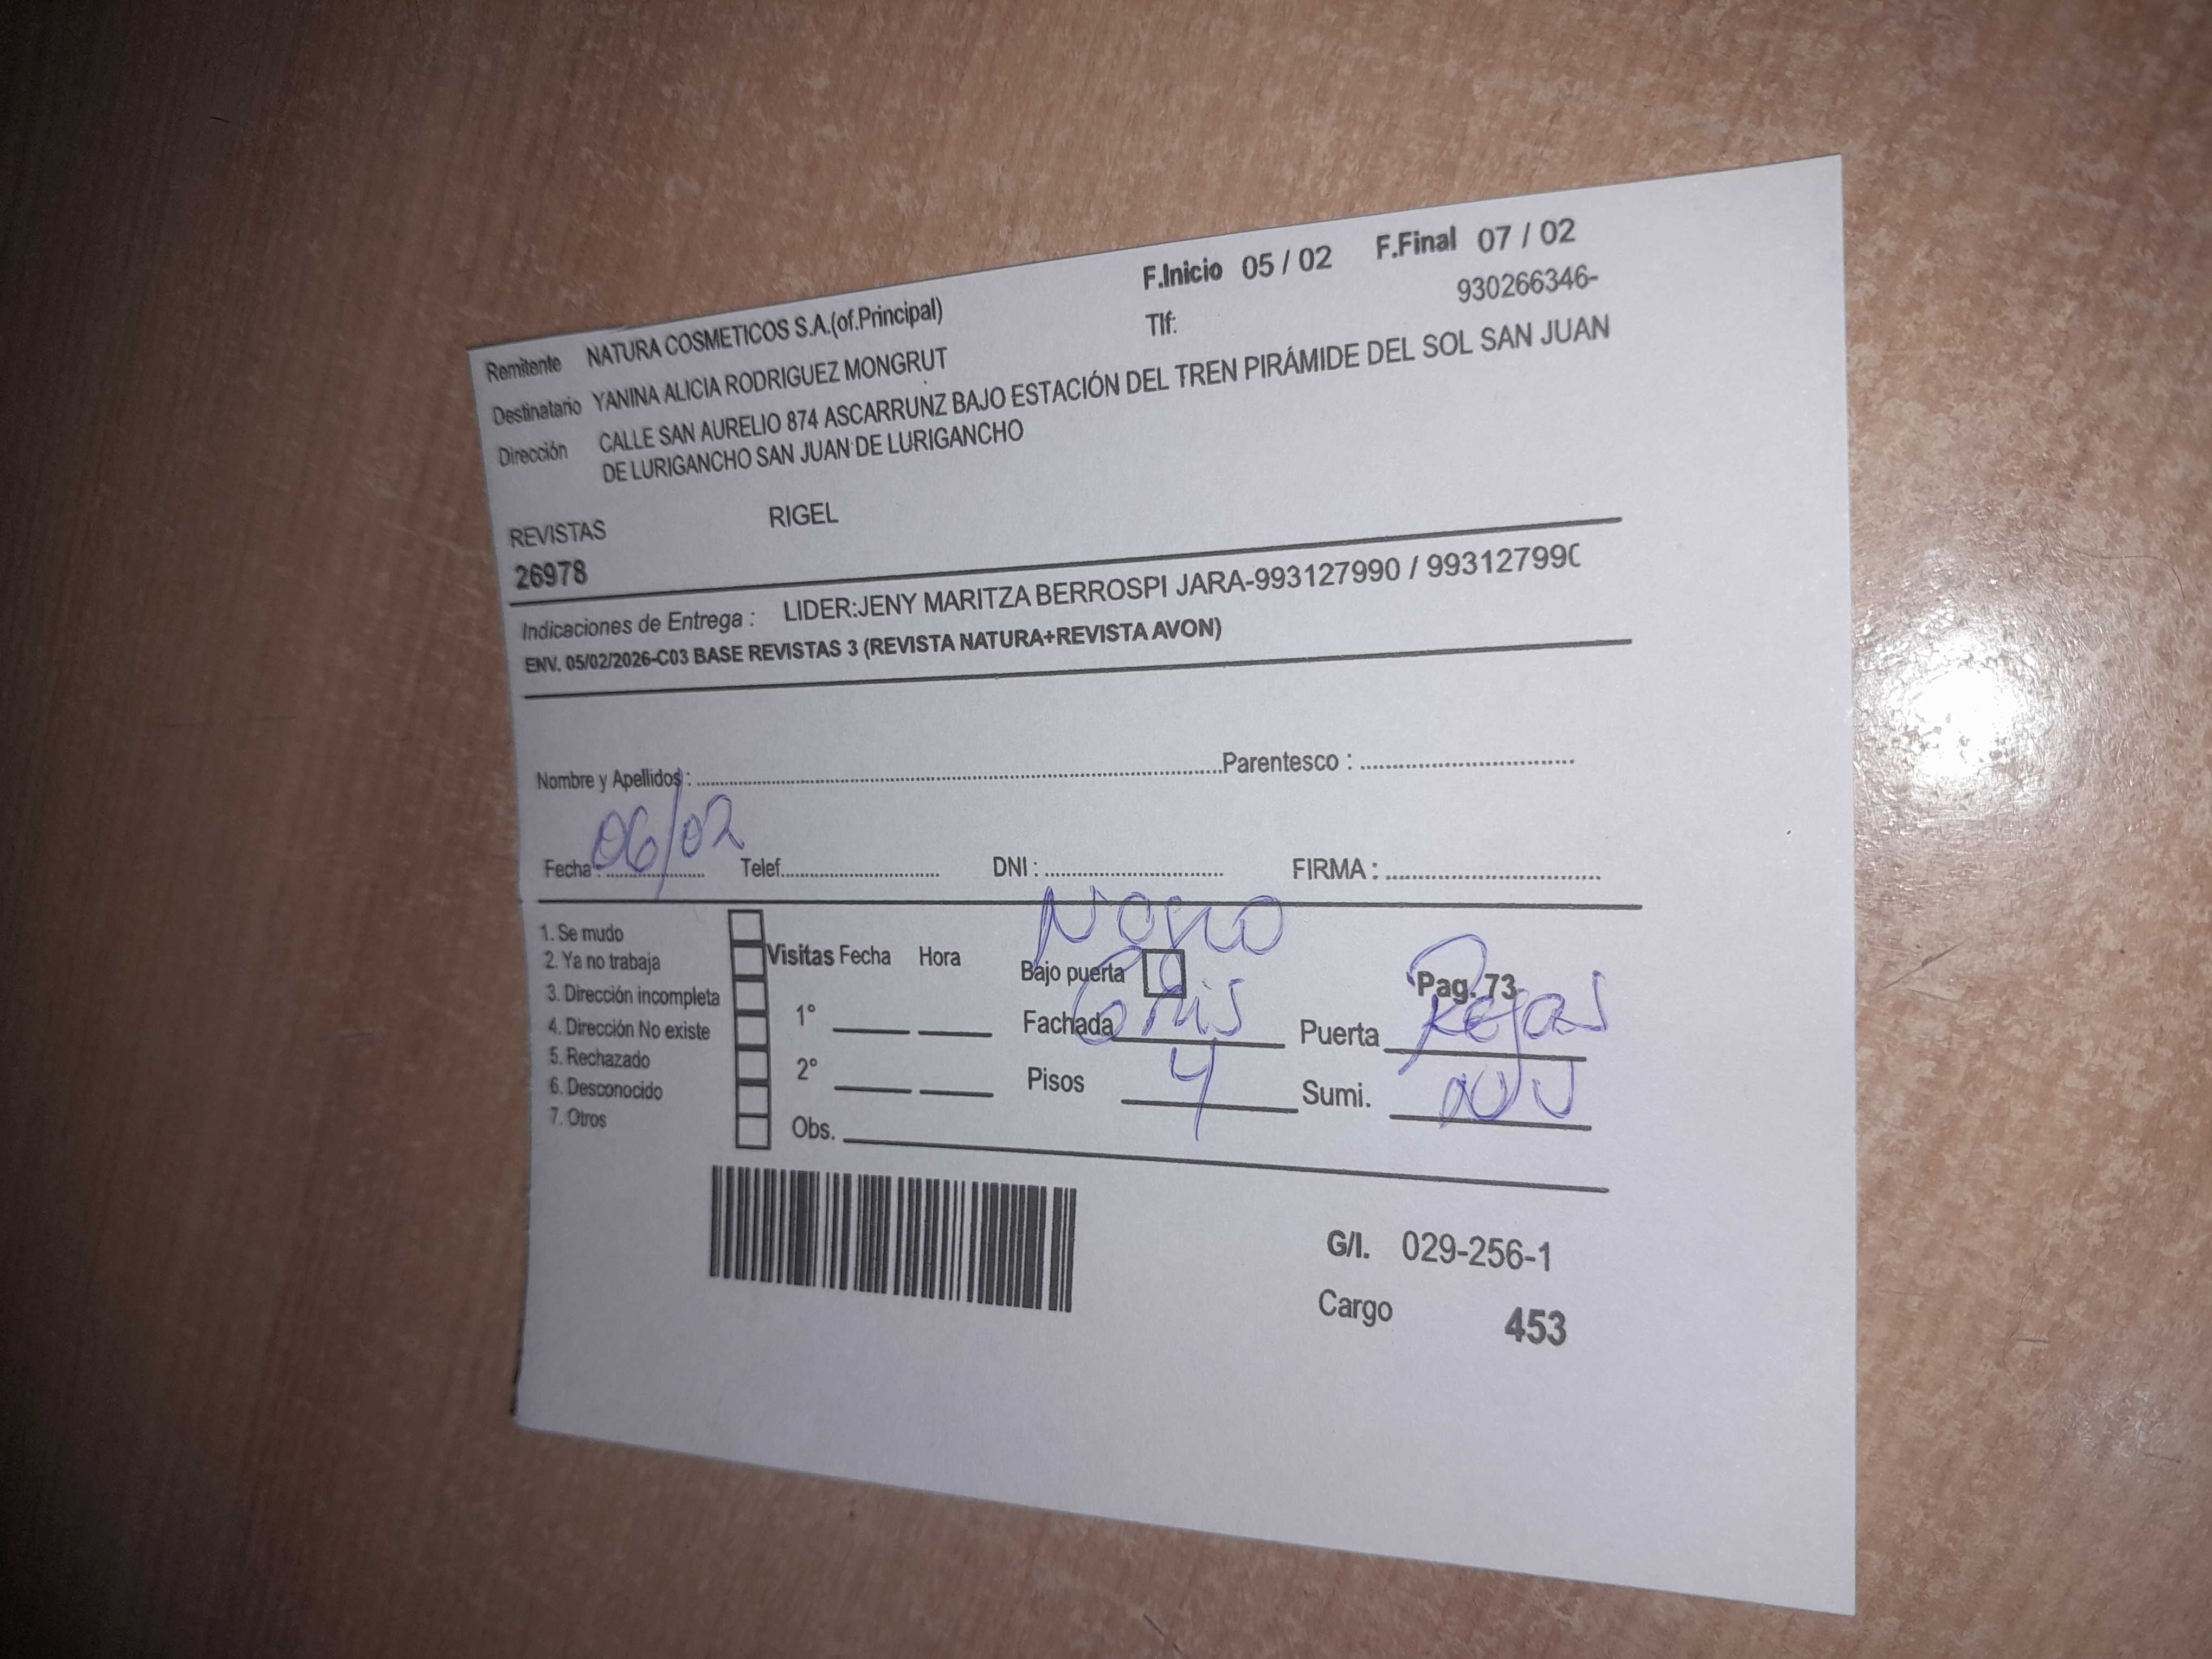 F.Inicio 05 / 02 F.Final 07 / 02
Remitente NATURA COSMETICOS S.A.(of.Principal) Tlf: 930266346-
Destinatario YANINA ALICIA RODRIGUEZ MONGRUT
Dirección CALLE SAN AURELIO 874 ASCARRUNZ BAJO ESTACIÓN DEL TREN PIRÁMIDE DEL SOL SAN JUAN
DE LURIGANCHO SAN JUAN DE LURIGANCHO
REVISTAS RIGEL
26978
Indicaciones de Entrega : LIDER:JENY MARITZA BERROSPI JARA-993127990 / 993127990
ENV. 05/02/2026-C03 BASE REVISTAS 3 (REVISTA NATURA+REVISTA AVON)
Nombre y Apellidos : Parentesco :
Fecha : 06/02 Telef. DNI : FIRMA :
1. Se mudo
2. Ya no trabaja
3. Dirección incompleta
4. Dirección No existe
5. Rechazado
6. Desconocido
7. Otros
Visitas Fecha Hora
1°
2°
Obs.
Bajo puerta Pag. 73
Fachada Gris Puerta Rejas
Pisos 4 Sumi.
G/I. 029-256-1
Cargo 453